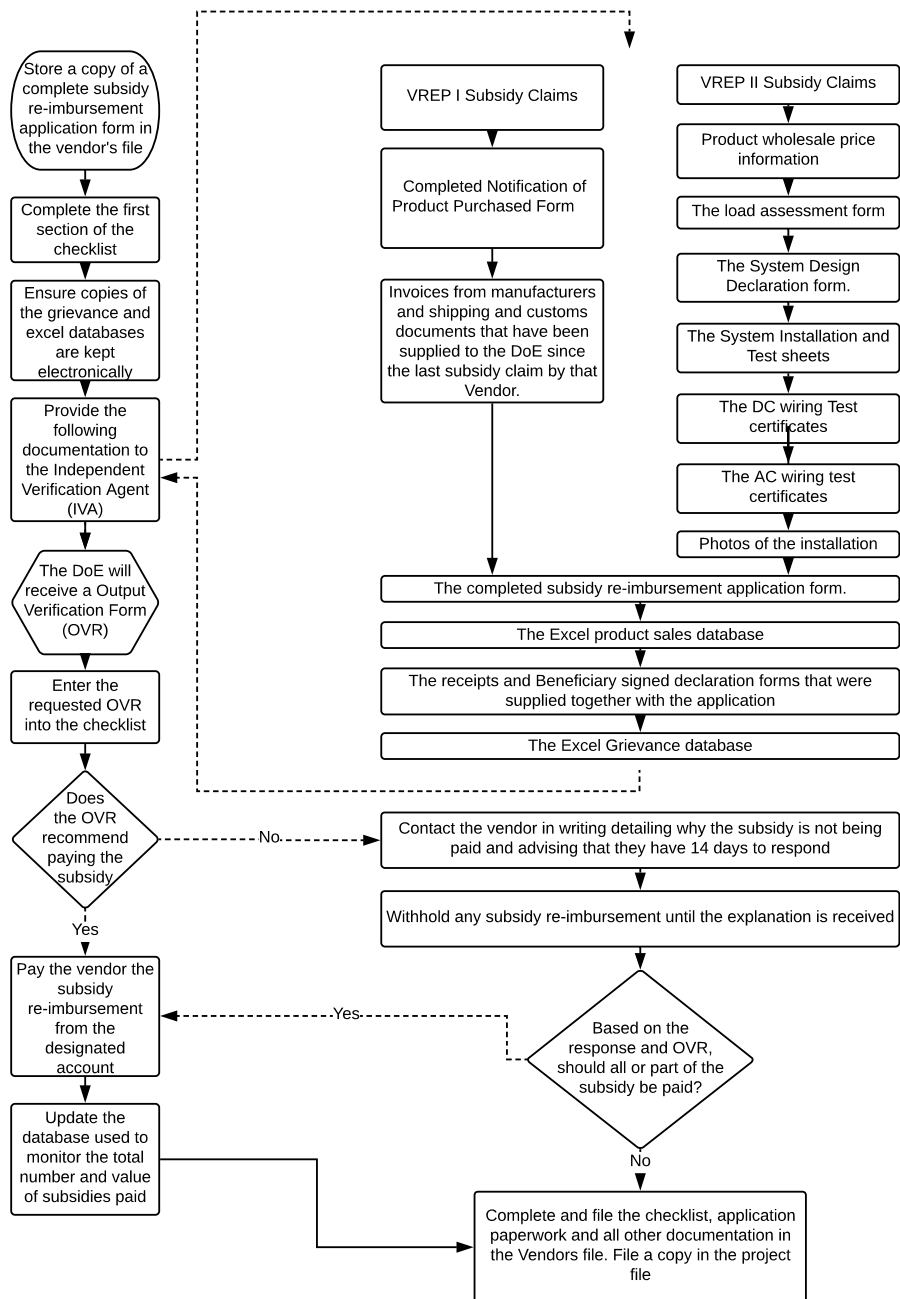 Store a copy of a
complete subsidy
re-imbursement
application form in
the vendor's file
Complete the first
section of the
checklist
Ensure copies of
the grievance and
excel databases
are kept
electronically
Provide the
following
documentation to
the Independent
Verification Agent
(IVA)
The DoE will
receive a Output
Verification Form
(OVR)
Enter the
requested OVR
into the checklist
Does
the OVR
recommend
paying the
subsidy
No
Yes
Pay the vendor the
subsidy
re-imbursement
from the
designated
account
Update the
database used to
monitor the total
number and value
of subsidies paid
VREP I Subsidy Claims
Completed Notification of
Product Purchased Form
Invoices from manufacturers
and shipping and customs
documents that have been
supplied to the DoE since
the last subsidy claim by that
Vendor.
VREP II Subsidy Claims
Product wholesale price
information
The load assessment form
The System Design
Declaration form.
The System Installation and
Test sheets
The DC wiring Test
certificates
The AC wiring test
certificates
Photos of the installation
The completed subsidy re-imbursement application form.
The Excel product sales database
The receipts and Beneficiary signed declaration forms that were
supplied together with the application
The Excel Grievance database
Contact the vendor in writing detailing why the subsidy is not being
paid and advising that they have 14 days to respond
Withhold any subsidy re-imbursement until the explanation is received
Based on the
response and OVR,
should all or part of the
subsidy be paid?
Yes
No
Complete and file the checklist, application
paperwork and all other documentation in
the Vendors file. File a copy in the project
file